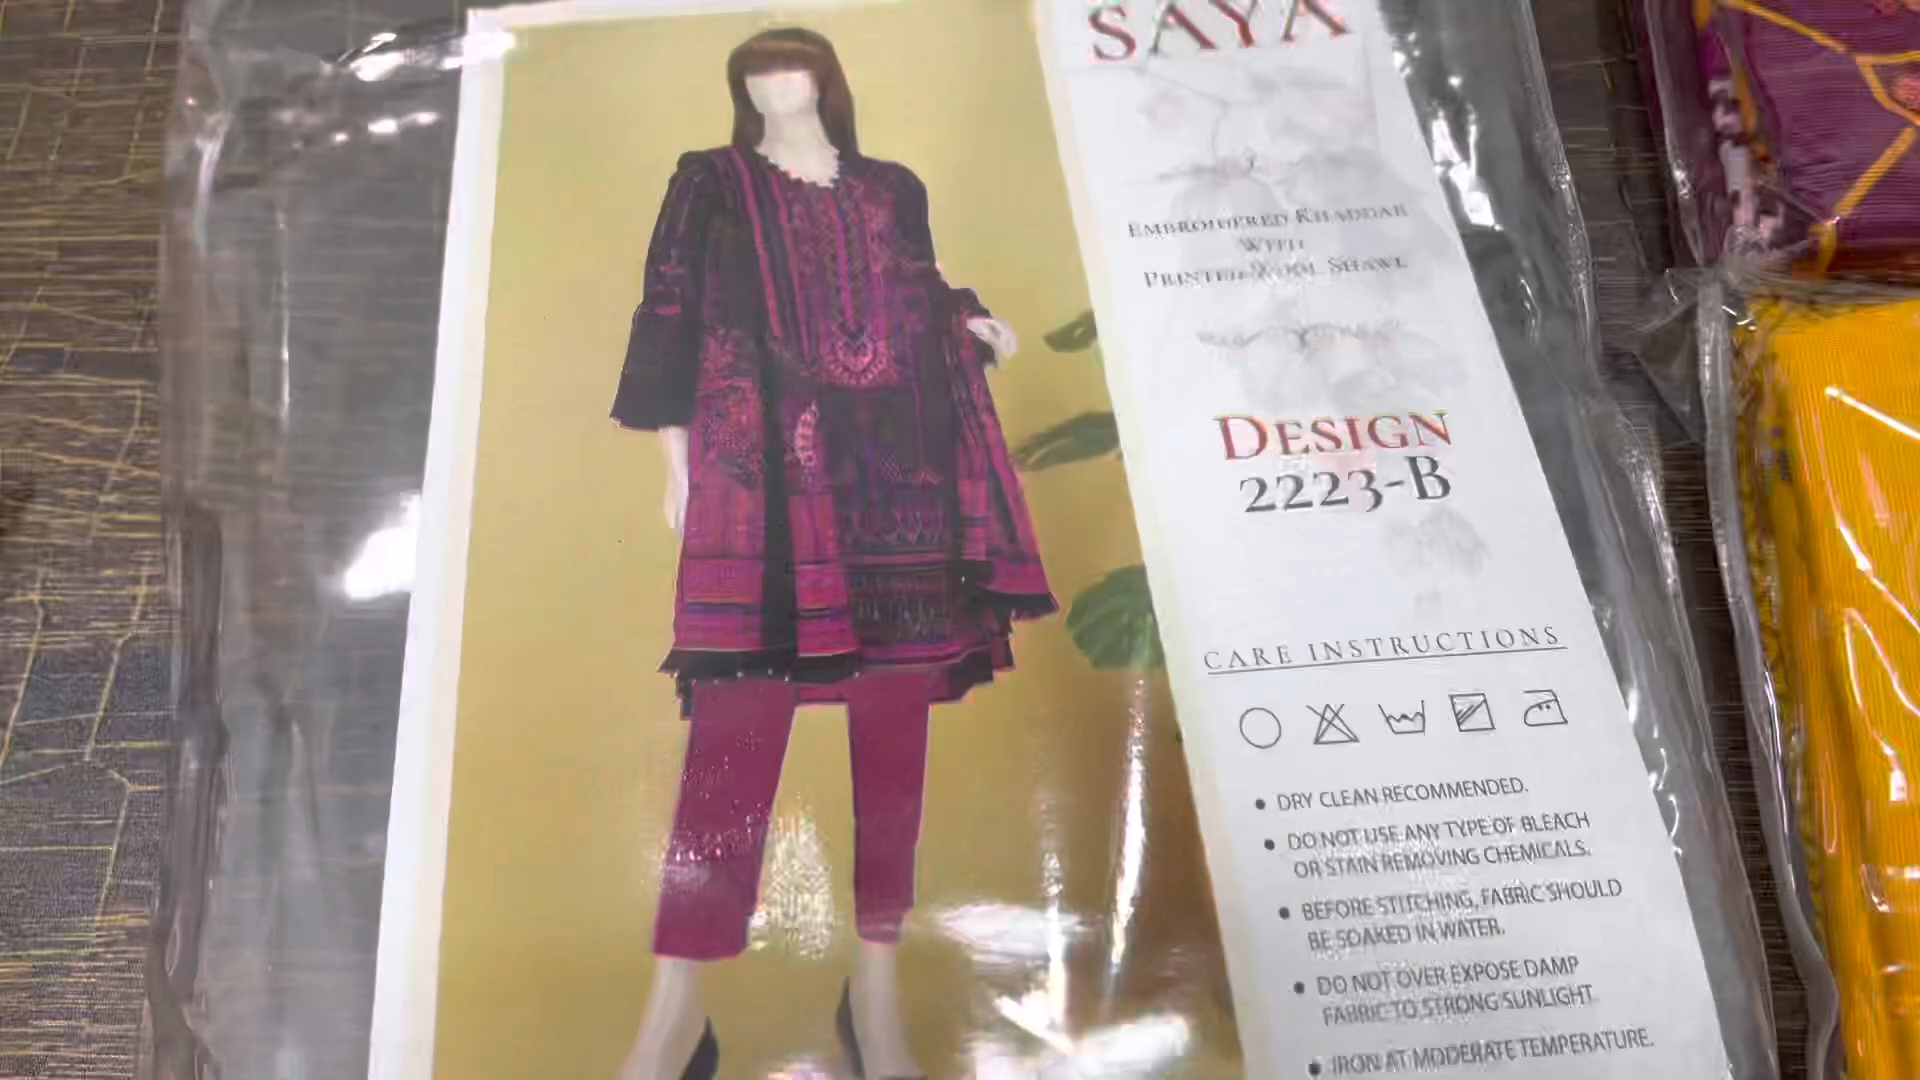 SAYA
EMBROIDERED KHADDAR
WITH
PRINTED WOOL SHAWL
DESIGN
2223-B
CARE INSTRUCTIONS
• DRY CLEAN RECOMMENDED.
• DO NOT USE ANY TYPE OF BLEACH
OR STAIN REMOVING CHEMICALS.
• BEFORE STITCHING, FABRIC SHOULD
BE SOAKED IN WATER.
• DO NOT OVER EXPOSE DAMP
FABRIC TO STRONG SUNLIGHT
• IRON AT MODERATE TEMPERATURE.